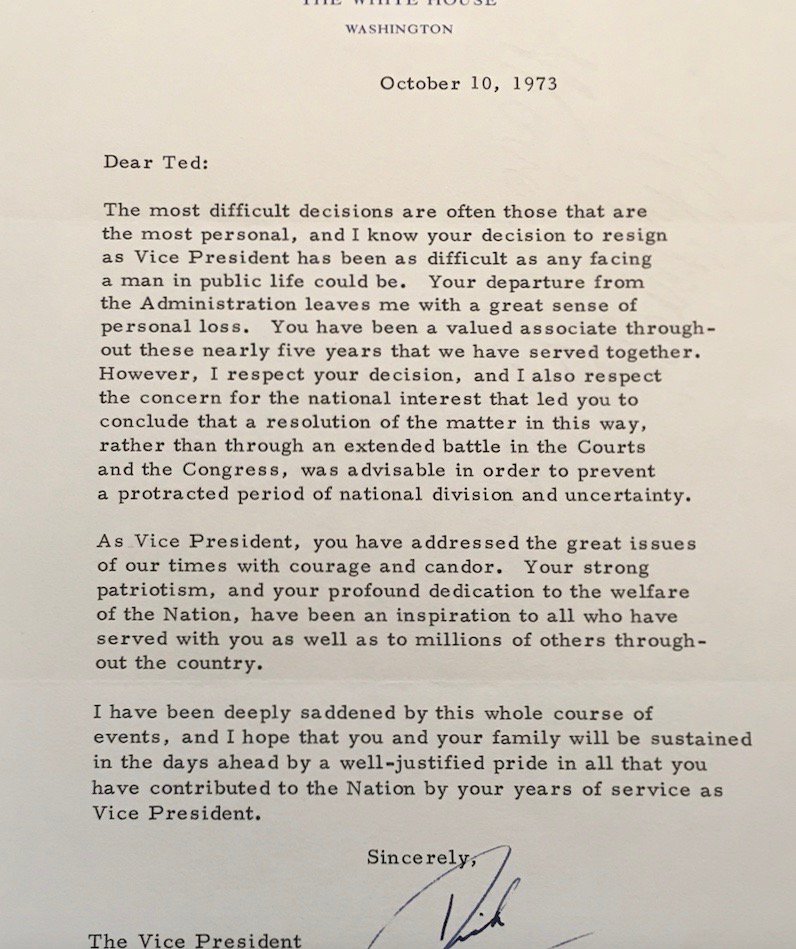 THE WHITE HOUSE
WASHINGTON
October 10, 1973
Dear Ted:
The most difficult decisions are often those that are
the most personal, and I know your decision to resign
as Vice President has been as difficult as any facing
a man in public life could be.  Your departure from
the Administration leaves me with a great sense of
personal loss.  You have been a valued associate through-
out these nearly five years that we have served together.
However, I respect your decision, and I also respect
the concern for the national interest that led you to
conclude that a resolution of the matter in this way,
rather than through an extended battle in the Courts
and the Congress, was advisable in order to prevent
a protracted period of national division and uncertainty.
As Vice President, you have addressed the great issues
of our times with courage and candor.  Your strong
patriotism, and your profound dedication to the welfare
of the Nation, have been an inspiration to all who have
served with you as well as to millions of others through-
out the country.
I have been deeply saddened by this whole course of
events, and I hope that you and your family will be sustained
in the days ahead by a well-justified pride in all that you
have contributed to the Nation by your years of service as
Vice President.
Sincerely,
Dick
The Vice President